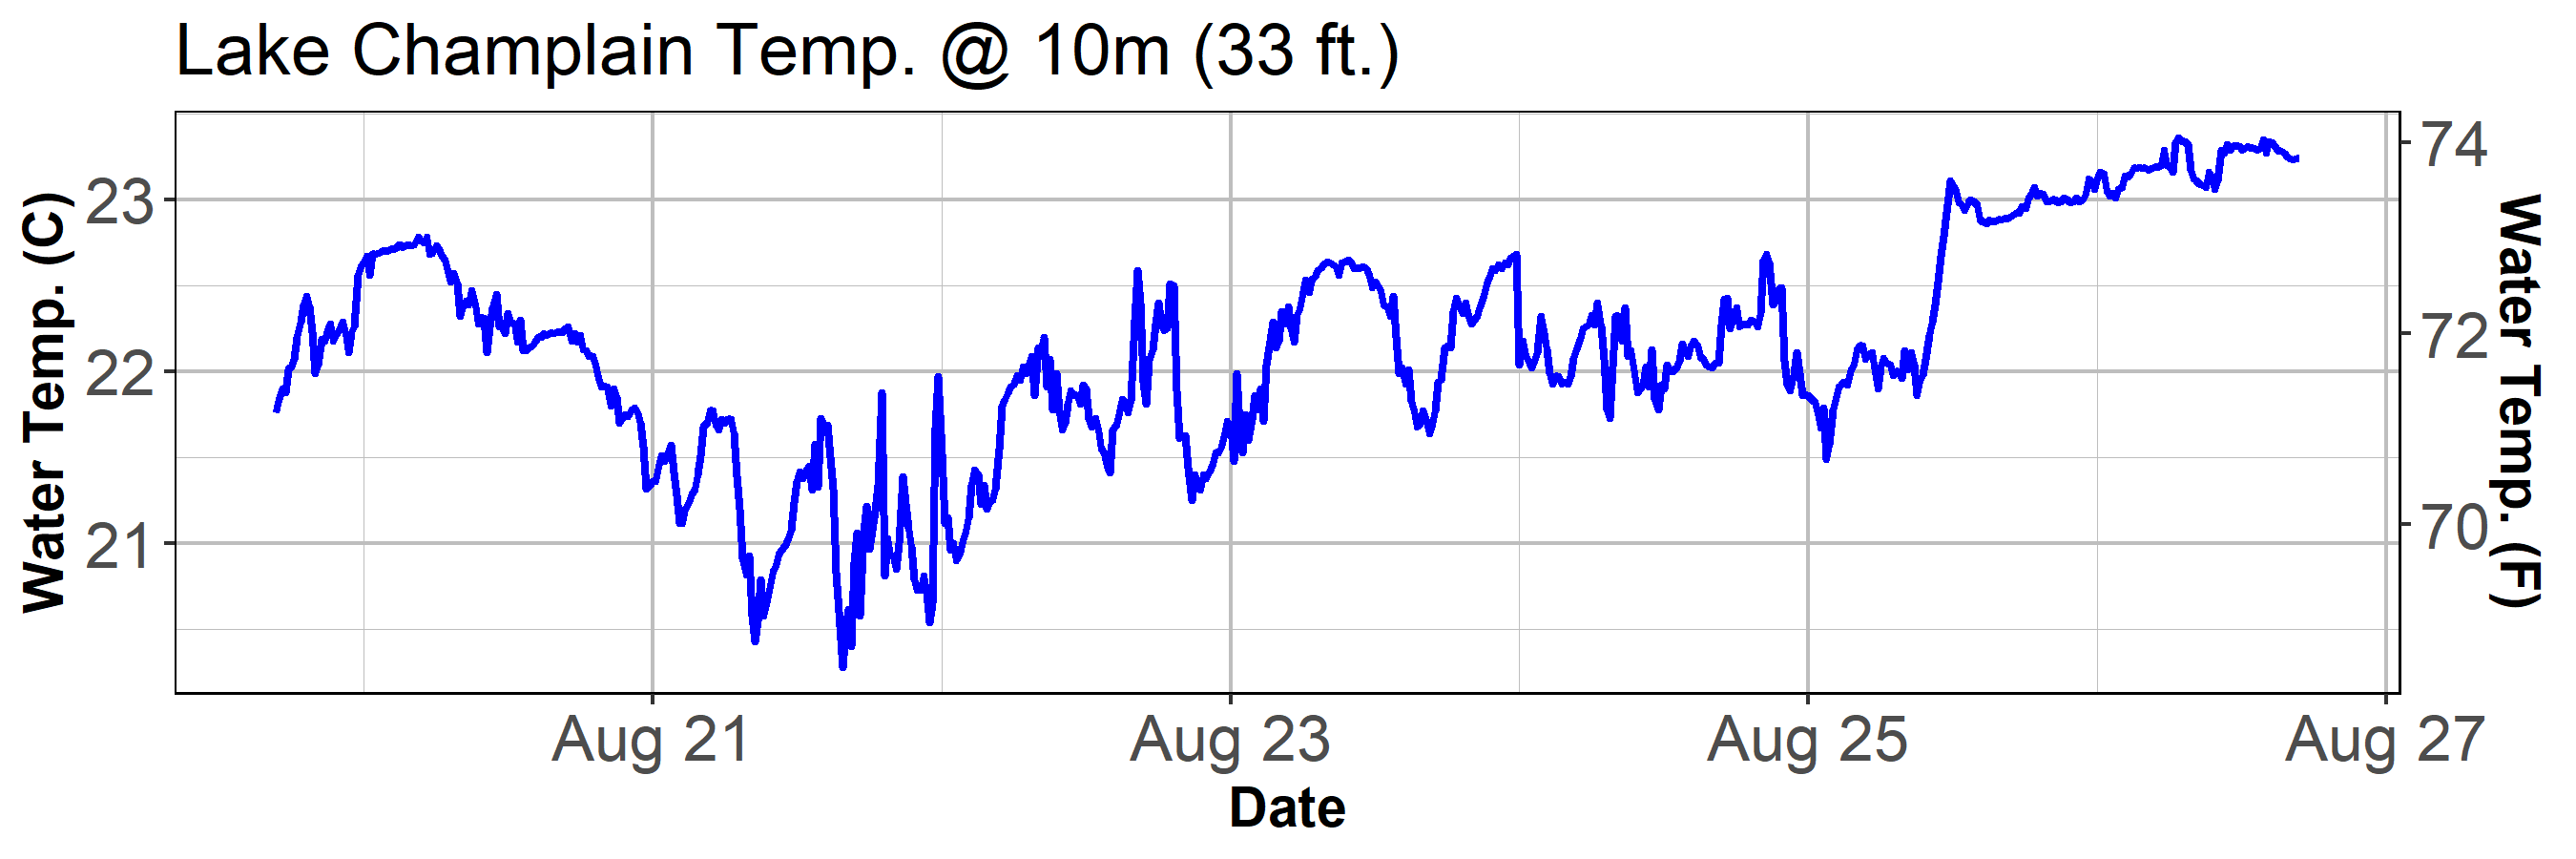 Lake Champlain Temp. @ 10m (33 ft.)
Water Temp. (C)
23
22
21
74
72
70
Water Temp. (F)
Aug 21
Aug 23
Aug 25
Aug 27
Date